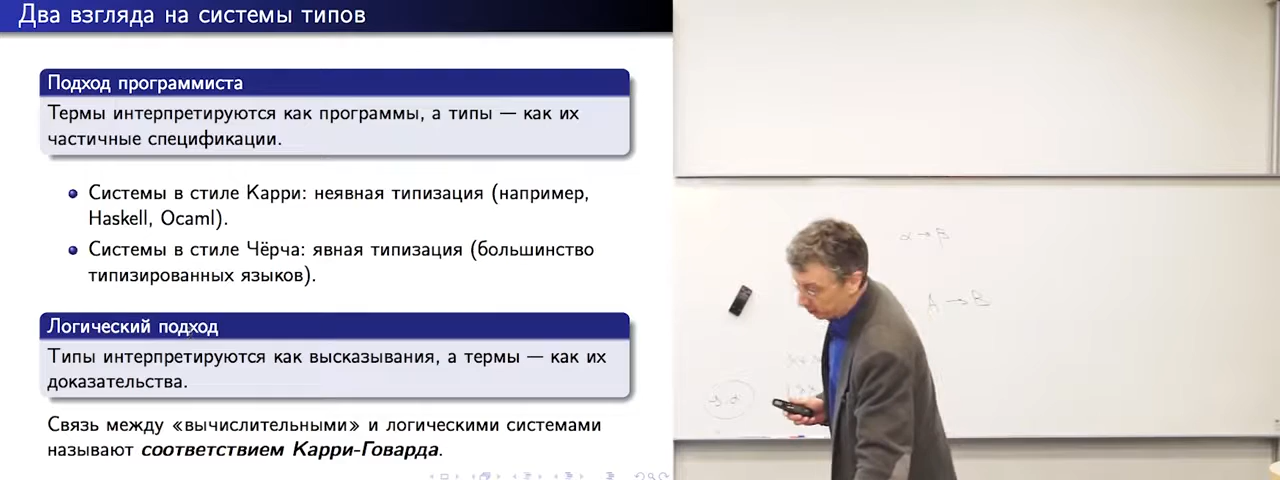 Два взгляда на системы типов
Подход программиста
Термы интерпретируются как программы, а типы — как их
частичные спецификации.
Системы в стиле Карри: неявная типизация (например,
Haskell, Ocaml).
Системы в стиле Чёрча: явная типизация (большинство
типизированных языков).
Логический подход
Типы интерпретируются как высказывания, а термы — как их
доказательства.
Связь между «вычислительными» и логическими системами
называют соответствием Карри-Говарда.
α → β
A → B